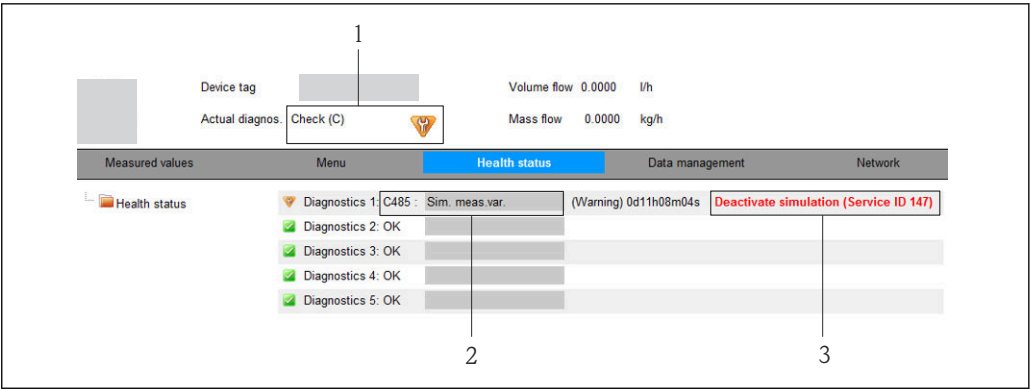 1
Device tag Volume flow 0.0000 l/h
Actual diagnos. Check (C) Mass flow 0.0000 kg/h
Measured values Menu Health status Data management Network
Health status Diagnostics 1: C485 : Sim. meas.var. (Warning) 0d11h08m04s Deactivate simulation (Service ID 147)
Diagnostics 2: OK
Diagnostics 3: OK
Diagnostics 4: OK
Diagnostics 5: OK
2 3